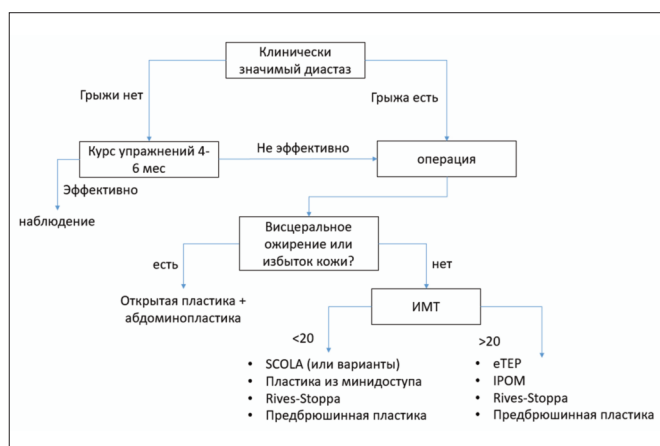 Клинически
значимый диастаз
Грыжи нет
Грыжа есть
Курс упражнений 4-
6 мес
Не эффективно
операция
Эффективно
наблюдение
Висцеральное
ожирение или
избыток кожи?
есть
нет
Открытая пластика +
абдоминопластика
ИМТ
<20
>20
• SCOLA (или варианты)
• Пластика из минидоступа
• Rives-Stoppa
• Предбрюшинная пластика
• eTEP
• IPOM
• Rives-Stoppa
• Предбрюшинная пластика